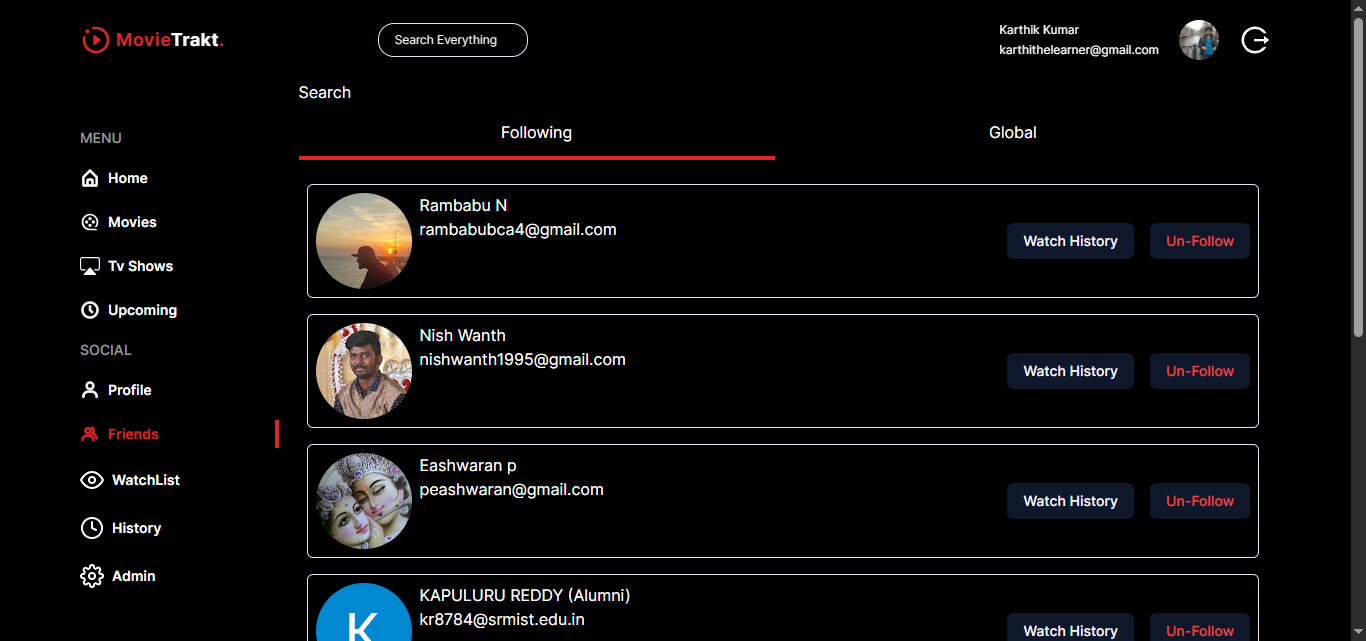 MovieTrakt.
Search Everything
Karthik Kumar
karthithelearner@gmail.com
Search
Following
Global
MENU
Home
Movies
Tv Shows
Upcoming
SOCIAL
Profile
Friends
WatchList
History
Admin
Rambabu N
rambabubca4@gmail.com
Watch History
Un-Follow
Nish Wanth
nishwanth1995@gmail.com
Watch History
Un-Follow
Eashwaran p
peashwaran@gmail.com
Watch History
Un-Follow
K
KAPULURU REDDY (Alumni)
kr8784@srmist.edu.in
Watch History
Un-Follow